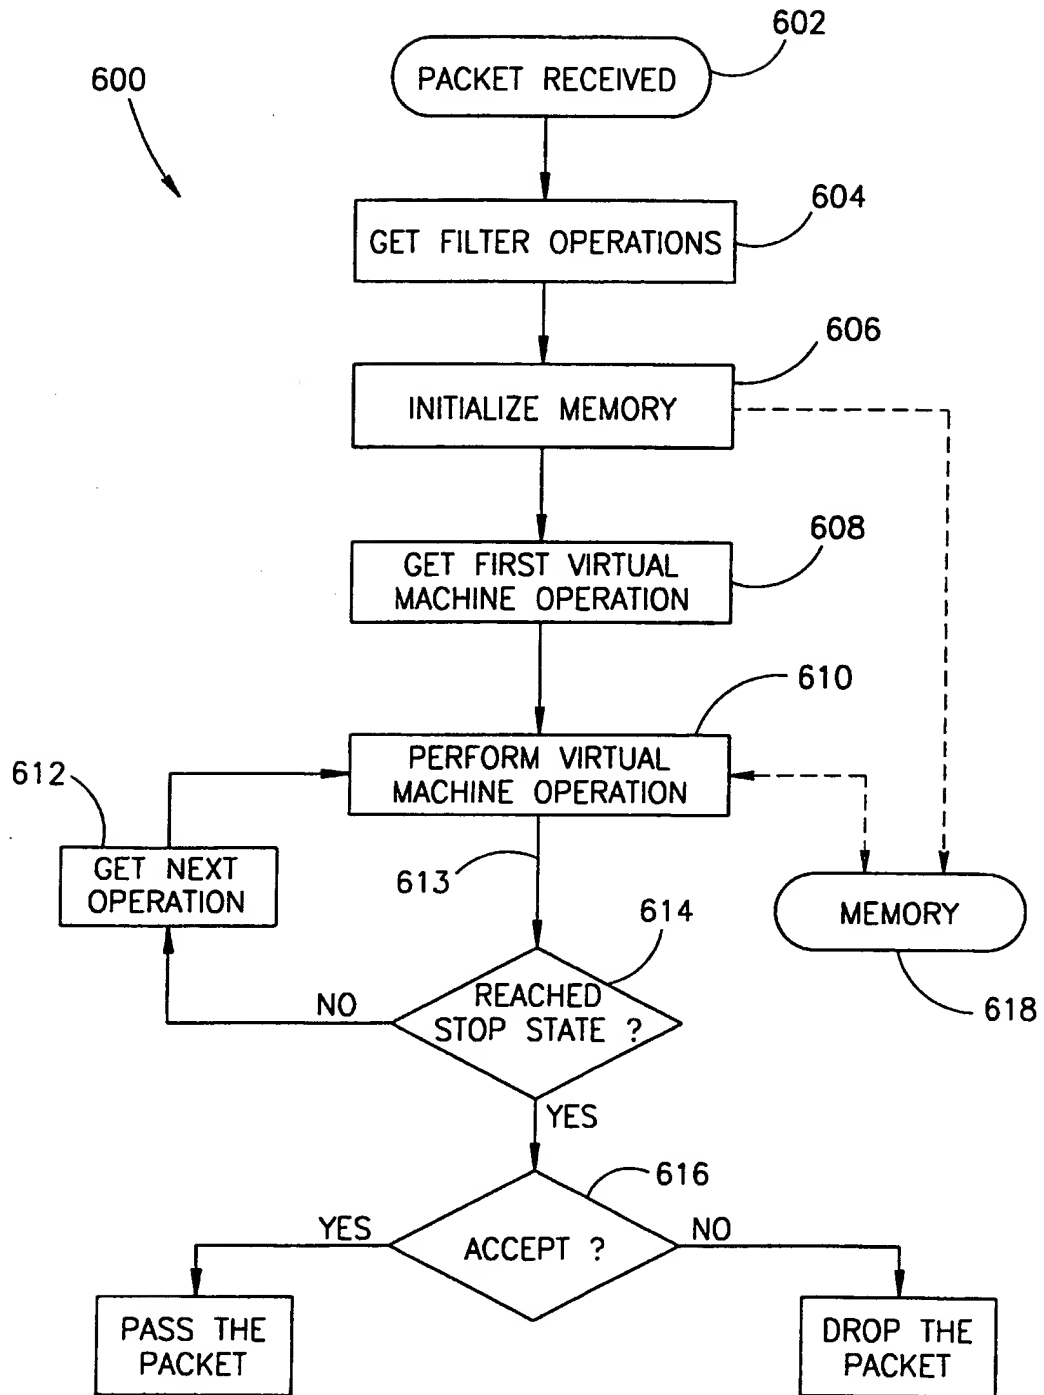 602
PACKET RECEIVED
600
604
GET FILTER OPERATIONS
606
INITIALIZE MEMORY
608
GET FIRST VIRTUAL
MACHINE OPERATION
610
PERFORM VIRTUAL
MACHINE OPERATION
612
GET NEXT
OPERATION
613
614
MEMORY
618
REACHED
STOP STATE ?
NO
YES
616
ACCEPT ?
YES
NO
PASS THE
PACKET
DROP THE
PACKET